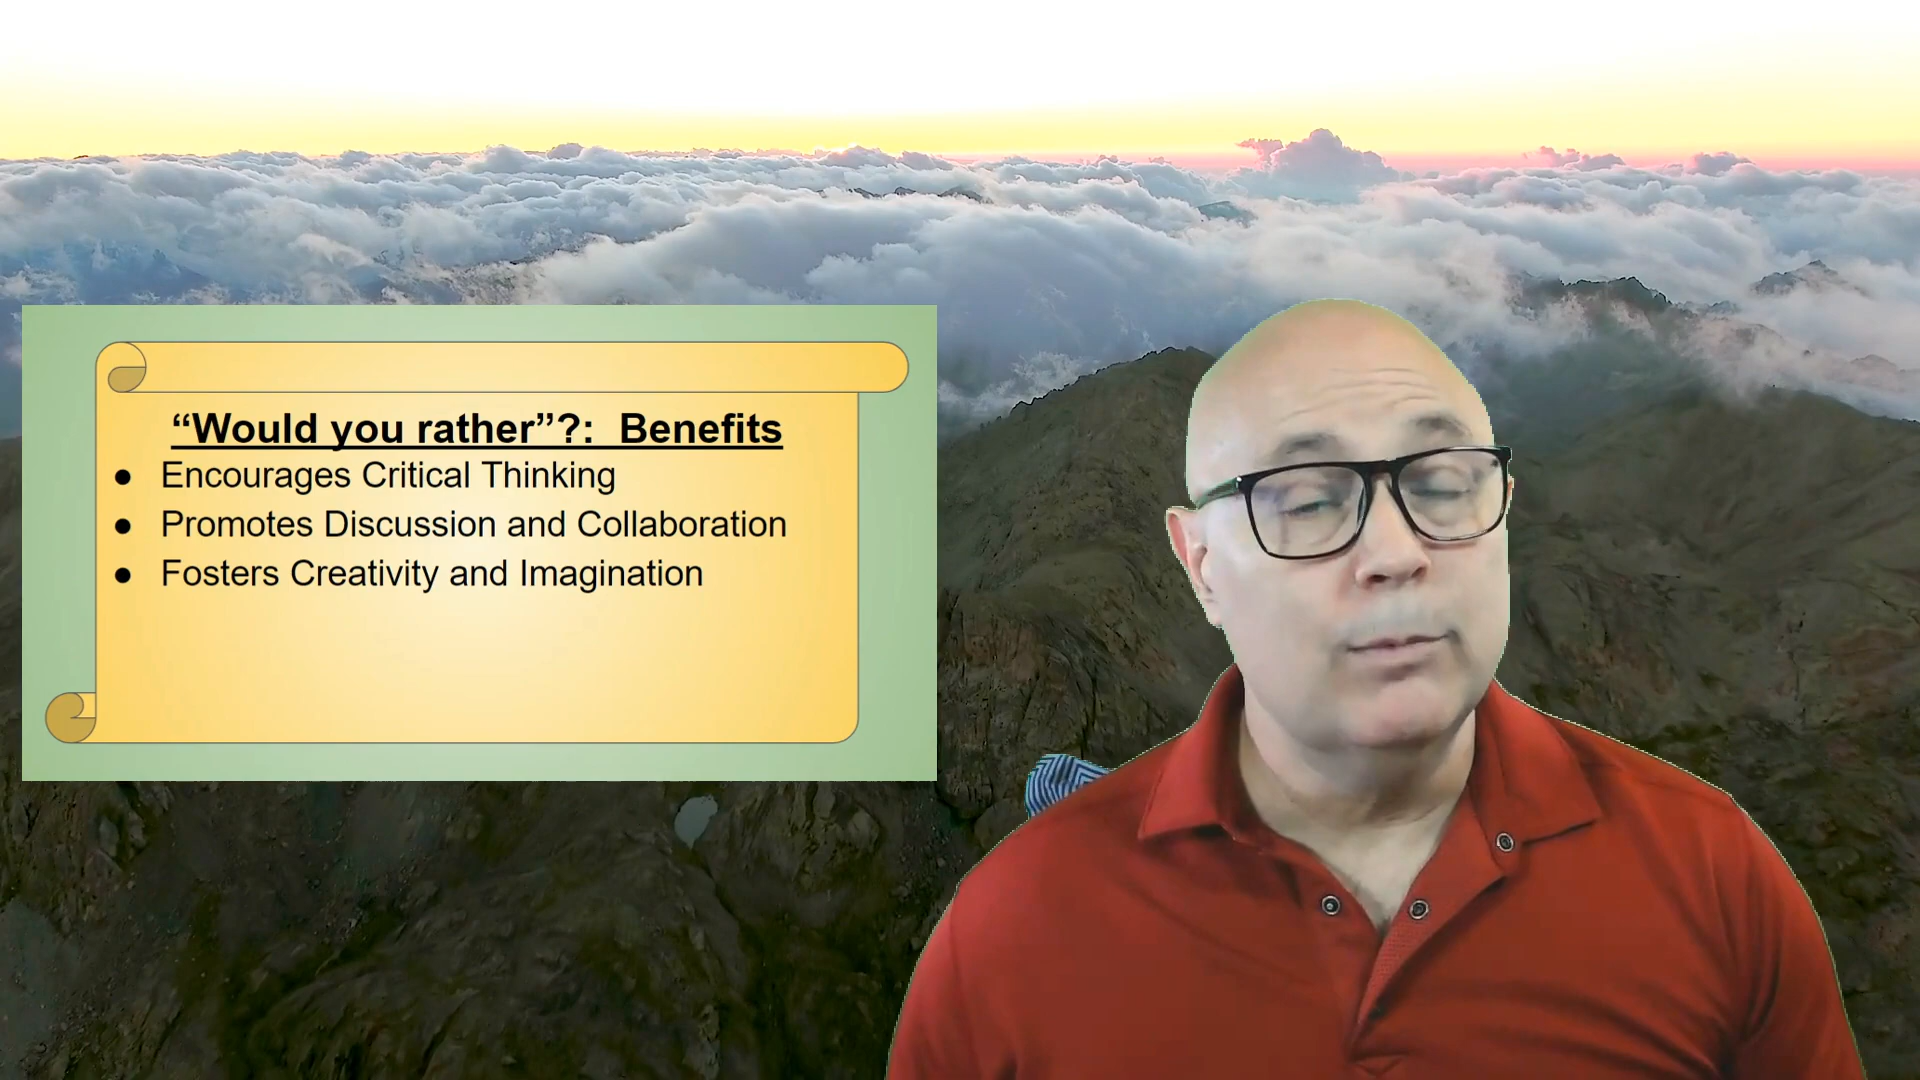 “Would you rather”?:  Benefits
● Encourages Critical Thinking
● Promotes Discussion and Collaboration
● Fosters Creativity and Imagination